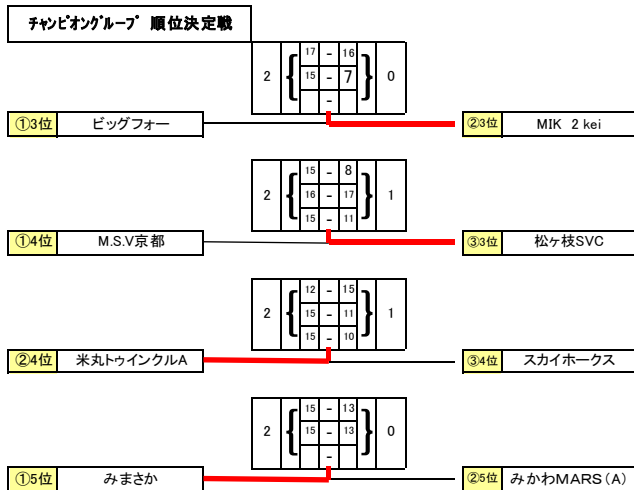 チャンピオングループ 順位決定戦
17 - 16
2 { 15 - 7 } 0
-
①3位 ビッグフォー ②3位 MIK 2 kei
15 - 8
2 { 16 - 17 } 1
15 - 11
①4位 M.S.V京都 ③3位 松ヶ枝SVC
12 - 15
2 { 15 - 11 } 1
15 - 10
②4位 米丸トゥインクルA ③4位 スカイホークス
15 - 13
2 { 15 - 13 } 0
-
①5位 みまさか ②5位 みかわMARS(A)